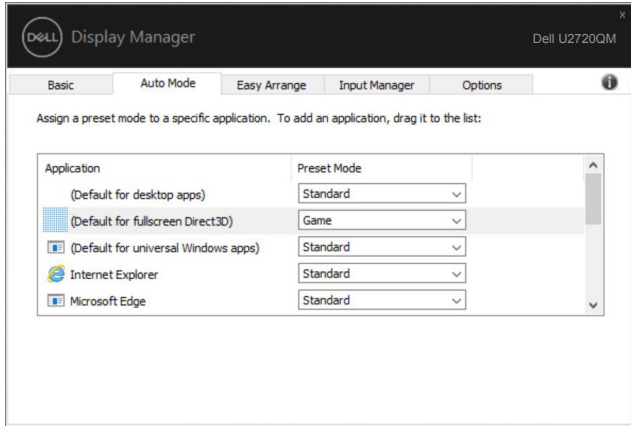 x
DELL Display Manager
Dell U2720QM
Basic Auto Mode Easy Arrange Input Manager Options
Assign a preset mode to a specific application. To add an application, drag it to the list:
Application Preset Mode
(Default for desktop apps) Standard
(Default for fullscreen Direct3D) Game
(Default for universal Windows apps) Standard
Internet Explorer Standard
Microsoft Edge Standard